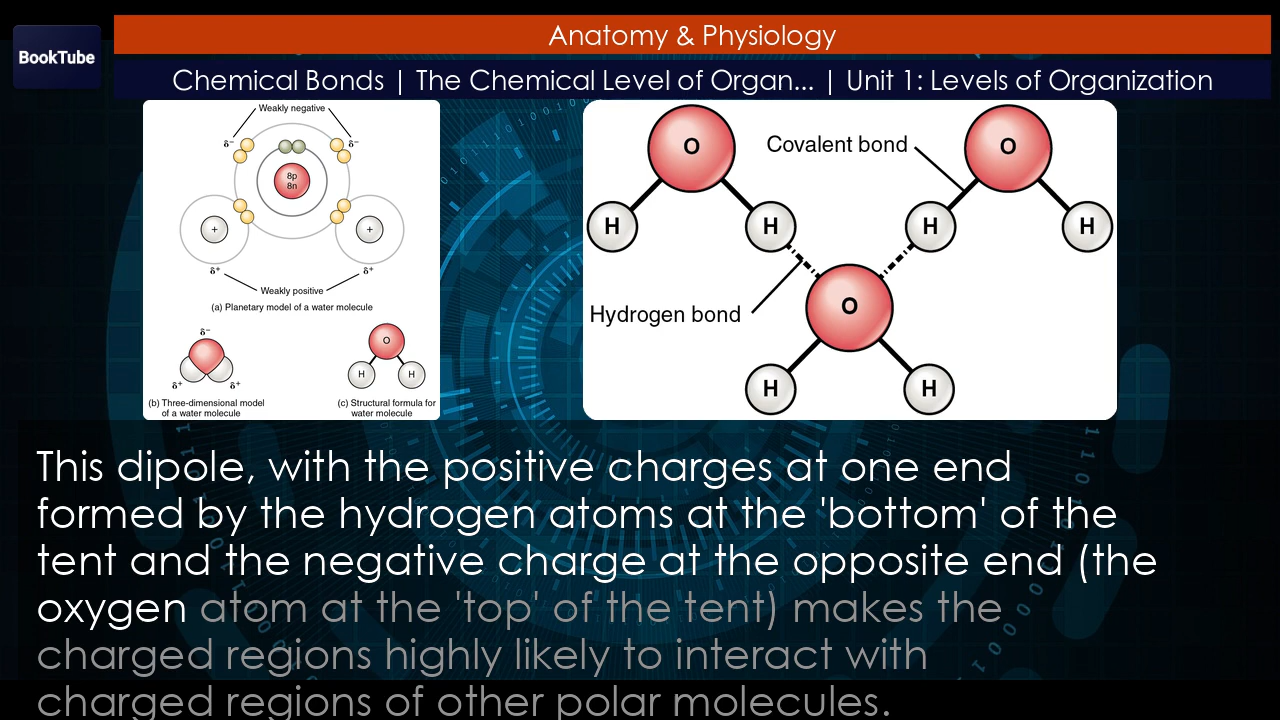 BookTube
Anatomy & Physiology
Chemical Bonds | The Chemical Level of Organ... | Unit 1: Levels of Organization
Weakly negative
δ⁻ δ⁻
8p
8n
+ +
δ⁺ δ⁺
Weakly positive
(a) Planetary model of a water molecule
δ⁻
δ⁺ δ⁺
(b) Three-dimensional model
of a water molecule
O
H H
(c) Structural formula for
water molecule
O Covalent bond O
H H H H
Hydrogen bond O
H H
This dipole, with the positive charges at one end
formed by the hydrogen atoms at the 'bottom' of the
tent and the negative charge at the opposite end (the
oxygen atom at the 'top' of the tent) makes the
charged regions highly likely to interact with
charged regions of other polar molecules.